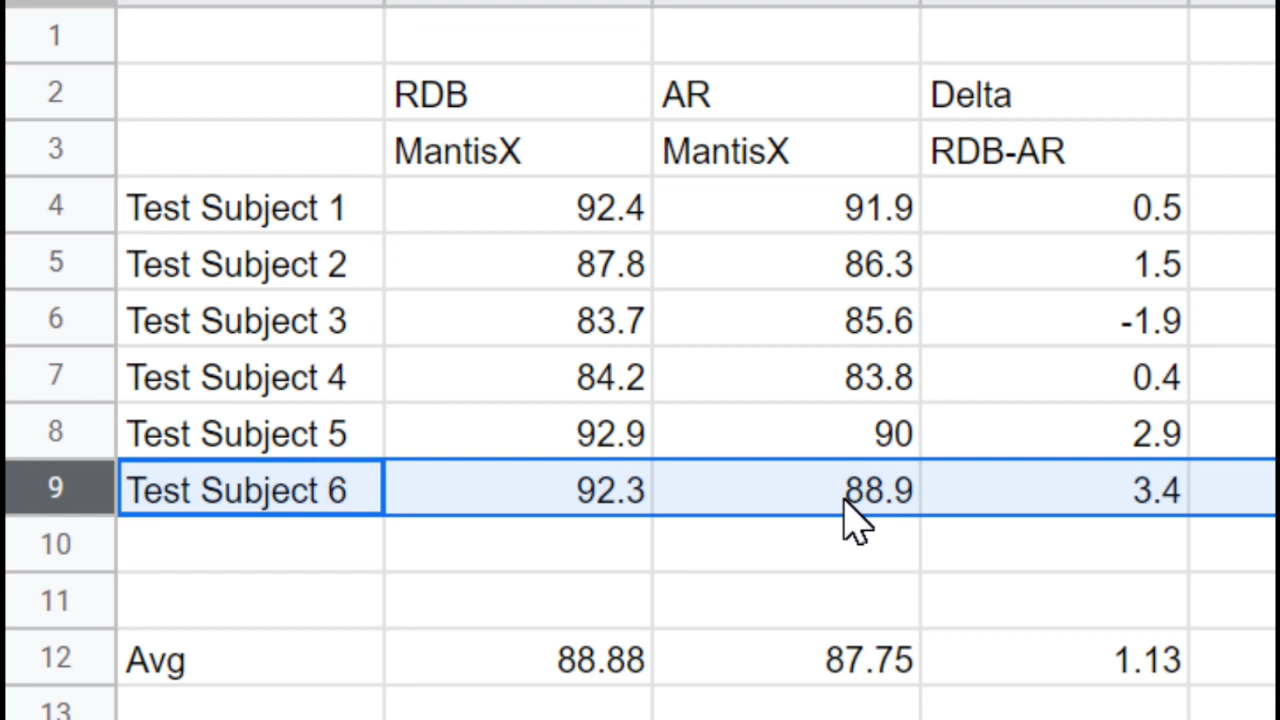 1
2 RDB AR Delta
3 MantisX MantisX RDB-AR
4 Test Subject 1 92.4 91.9 0.5
5 Test Subject 2 87.8 86.3 1.5
6 Test Subject 3 83.7 85.6 -1.9
7 Test Subject 4 84.2 83.8 0.4
8 Test Subject 5 92.9 90 2.9
9 Test Subject 6 92.3 88.9 3.4
10
11
12 Avg 88.88 87.75 1.13
13